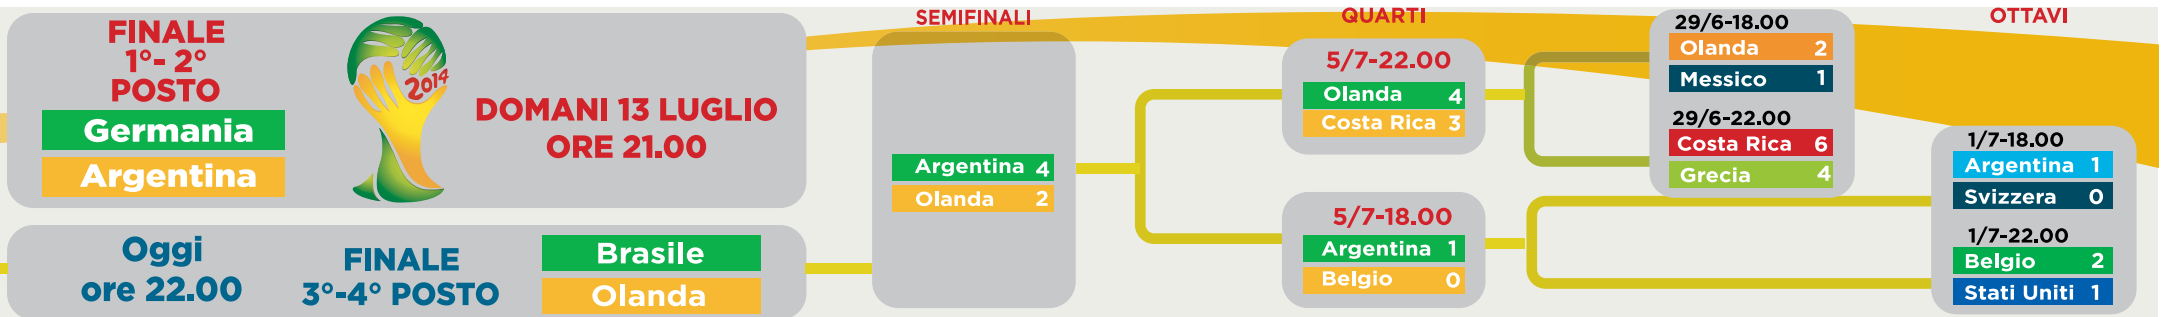 FINALE
1°- 2°
POSTO
Germania
Argentina
2014
DOMANI 13 LUGLIO
ORE 21.00
Oggi
ore 22.00
FINALE
3°-4° POSTO
Brasile
Olanda
SEMIFINALI
Argentina 4
Olanda 2
QUARTI
5/7-22.00
Olanda 4
Costa Rica 3
5/7-18.00
Argentina 1
Belgio 0
29/6-18.00
Olanda 2
Messico 1
29/6-22.00
Costa Rica 6
Grecia 4
OTTAVI
1/7-18.00
Argentina 1
Svizzera 0
1/7-22.00
Belgio 2
Stati Uniti 1